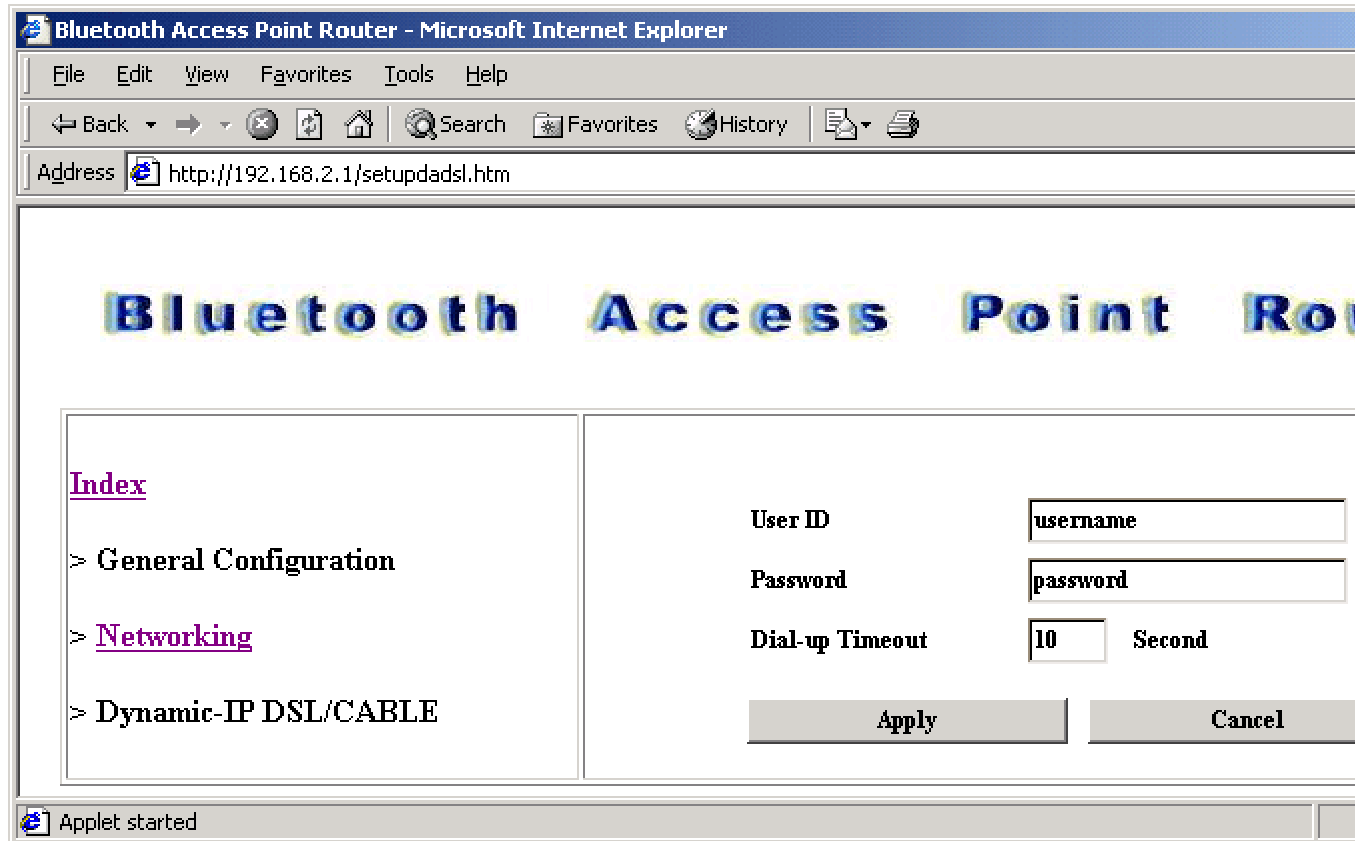 Bluetooth Access Point Router - Microsoft Internet Explorer
File Edit View Favorites Tools Help
Back Search Favorites History
Address http://192.168.2.1/setupdadsl.htm
Bluetooth Access Point Rou
Index
> General Configuration
> Networking
> Dynamic-IP DSL/CABLE
User ID username
Password password
Dial-up Timeout 10 Second
Apply Cancel
Applet started